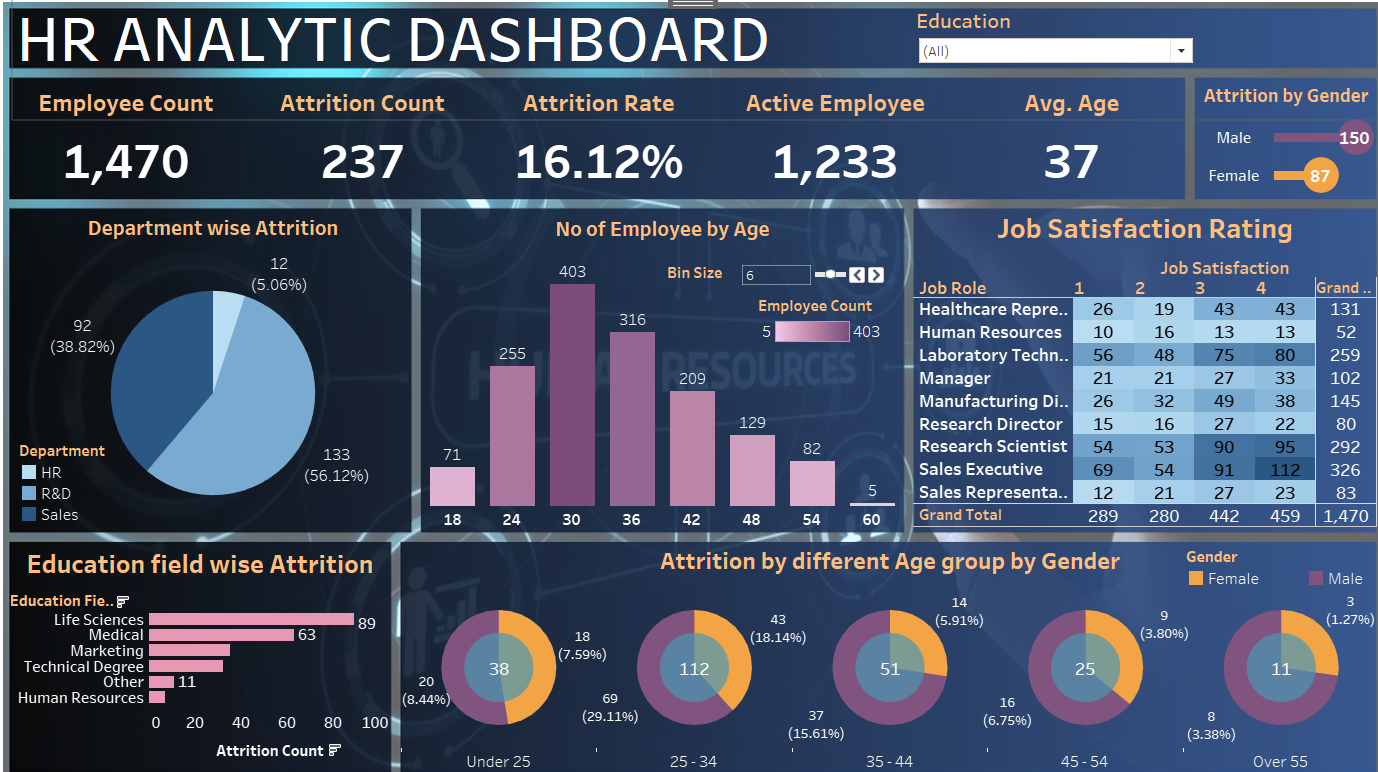 HR ANALYTIC DASHBOARD
Education
(All)
Employee Count Attrition Count Attrition Rate Active Employee Avg. Age
1,470 237 16.12% 1,233 37
Attrition by Gender
Male 150
Female 87
Department wise Attrition
12
(5.06%)
92
(38.82%)
133
(56.12%)
Department
HR
R&D
Sales
No of Employee by Age
Bin Size 6
Employee Count
5 403
71 255 403 316 209 129 82 5
18 24 30 36 42 48 54 60
HUMAN RESOURCES
Job Satisfaction Rating
Job Satisfaction
Job Role 1 2 3 4 Grand ..
Healthcare Repre.. 26 19 43 43 131
Human Resources 10 16 13 13 52
Laboratory Techn.. 56 48 75 80 259
Manager 21 21 27 33 102
Manufacturing Di.. 26 32 49 38 145
Research Director 15 16 27 22 80
Research Scientist 54 53 90 95 292
Sales Executive 69 54 91 112 326
Sales Representa.. 12 21 27 23 83
Grand Total 289 280 442 459 1,470
Education field wise Attrition
Education Fie..
Life Sciences 89
Medical 63
Marketing
Technical Degree
Other 11
Human Resources
0 20 40 60 80 100
Attrition Count
Attrition by different Age group by Gender
Gender
Female Male
38
18
(7.59%)
20
(8.44%)
Under 25
112
43
(18.14%)
69
(29.11%)
25 - 34
51
14
(5.91%)
37
(15.61%)
35 - 44
25
9
(3.80%)
16
(6.75%)
45 - 54
11
3
(1.27%)
8
(3.38%)
Over 55